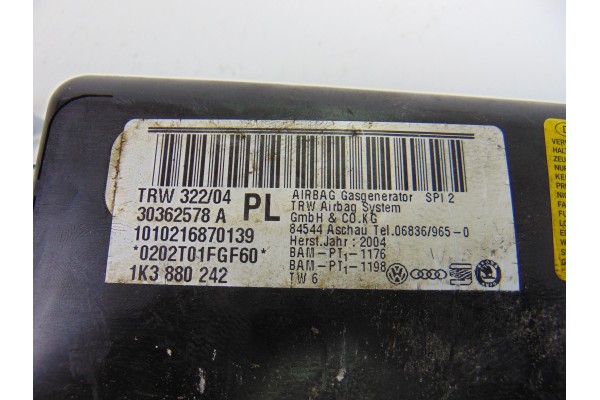 TRW 322/04
30362578 A
PL
1010216870139
*0202T01FGF60*
1K3 880 242
AIRBAG Gasgenerator SPI 2
TRW Airbag System
GmbH & CO.KG
84544 Aschau Tel.06836/965-0
Herst.Jahr: 2004
BAM-PT1-1176
BAM-PT1-1198
TW 6
D